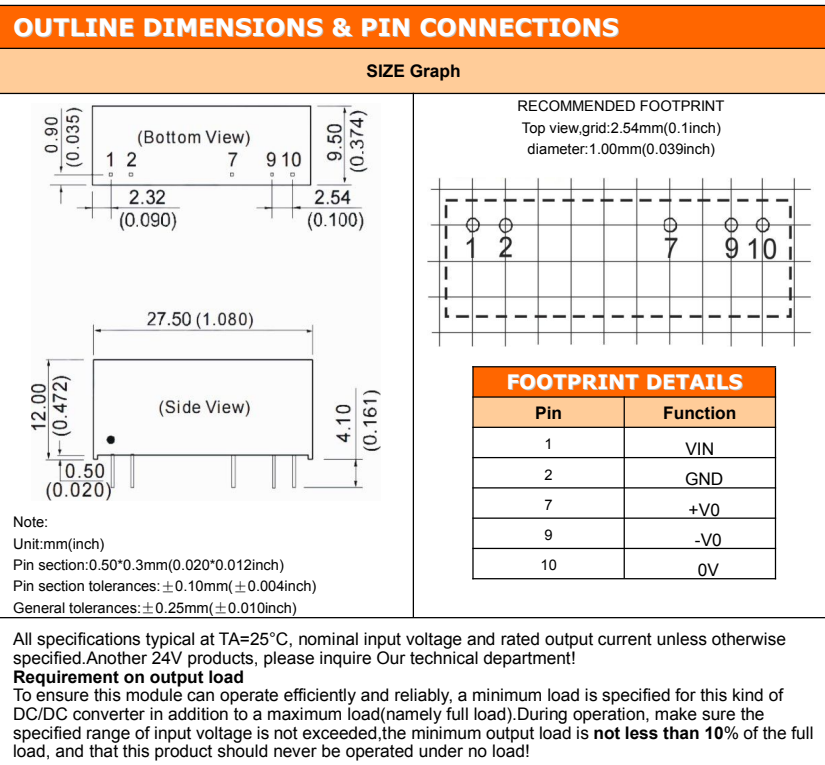 OUTLINE DIMENSIONS & PIN CONNECTIONS
SIZE Graph
0.90
(0.035)
(Bottom View)
1 2 7 9 10
9.50
(0.374)
2.32
(0.090)
2.54
(0.100)
27.50 (1.080)
12.00
(0.472)
(Side View)
4.10
(0.161)
0.50
(0.020)
Note:
Unit:mm(inch)
Pin section:0.50*0.3mm(0.020*0.012inch)
Pin section tolerances:±0.10mm(±0.004inch)
General tolerances:±0.25mm(±0.010inch)
RECOMMENDED FOOTPRINT
Top view,grid:2.54mm(0.1inch)
diameter:1.00mm(0.039inch)
1 2 7 9 10
FOOTPRINT DETAILS
Pin Function
1 VIN
2 GND
7 +V0
9 -V0
10 0V
All specifications typical at TA=25°C, nominal input voltage and rated output current unless otherwise
specified.Another 24V products, please inquire Our technical department!
Requirement on output load
To ensure this module can operate efficiently and reliably, a minimum load is specified for this kind of
DC/DC converter in addition to a maximum load(namely full load).During operation, make sure the
specified range of input voltage is not exceeded,the minimum output load is not less than 10% of the full
load, and that this product should never be operated under no load!